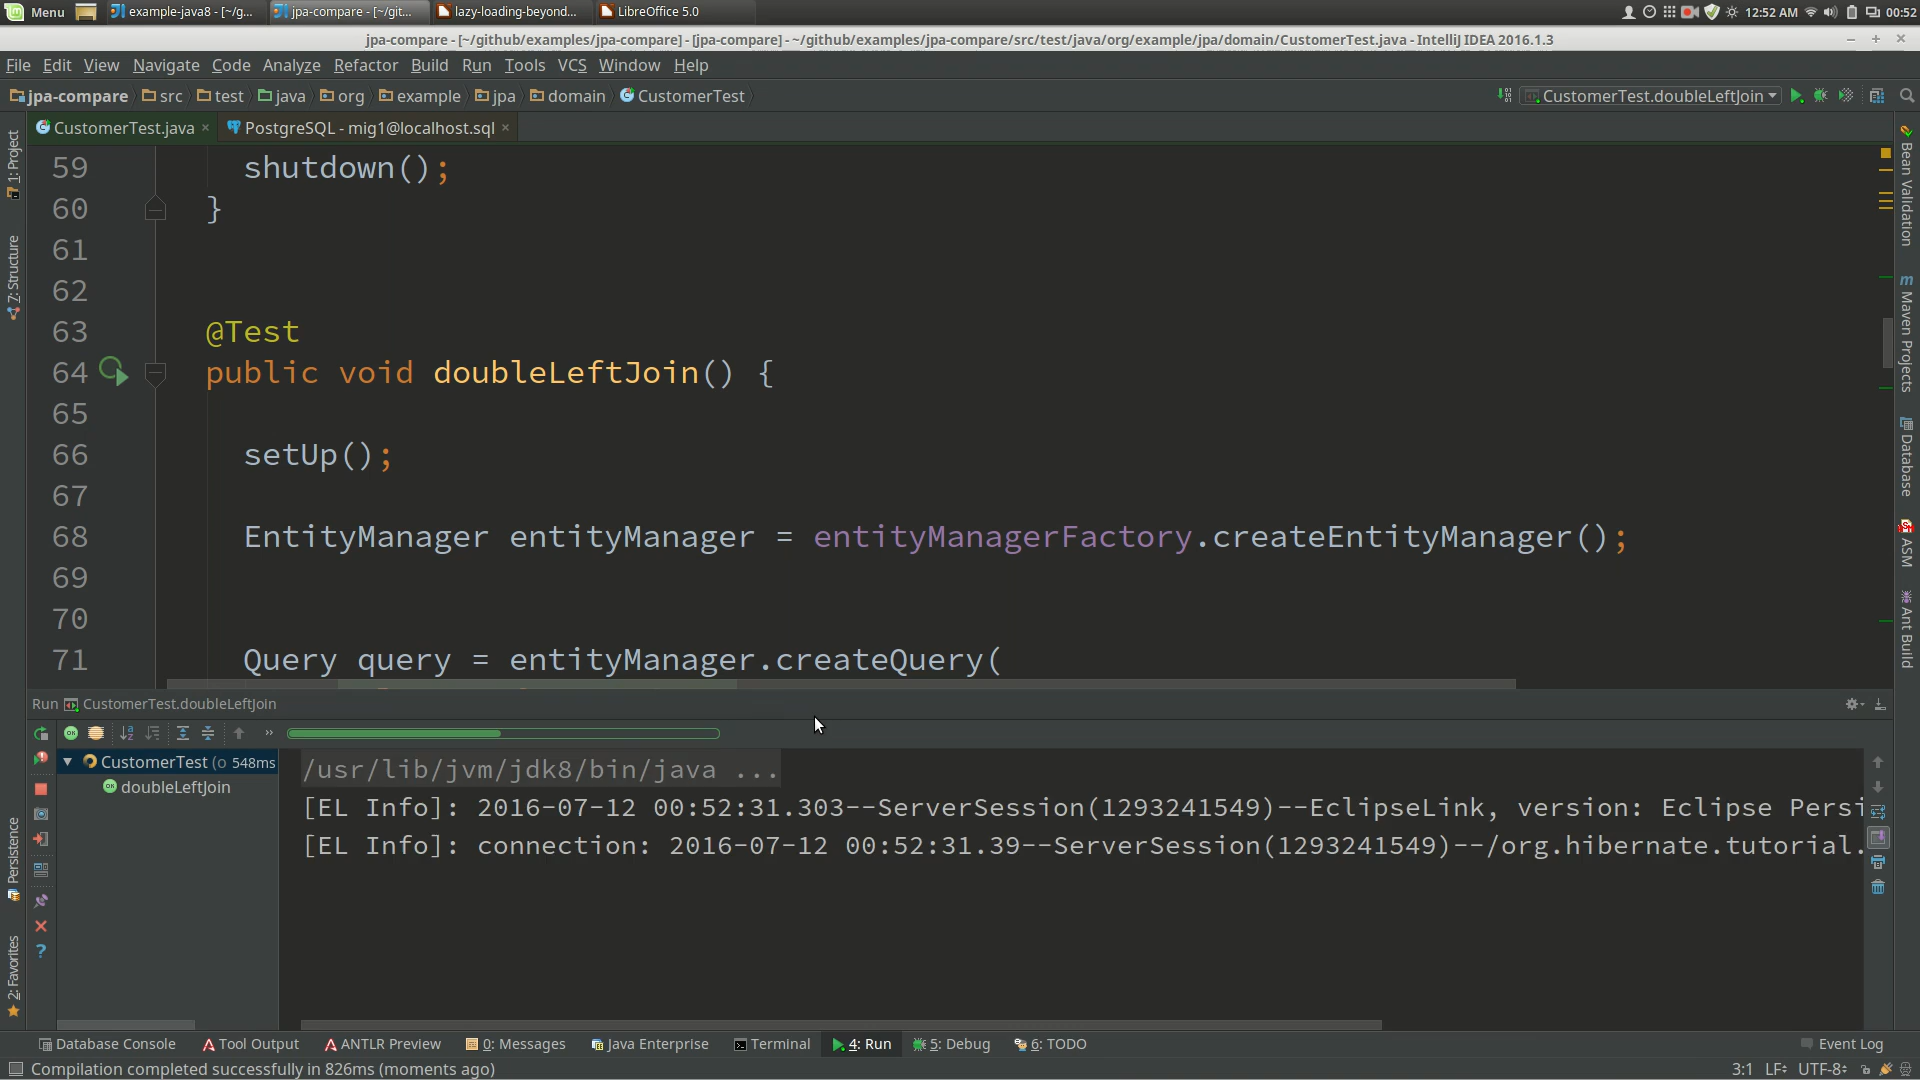 Menu example-java8 - [~/g... jpa-compare - [~/git... lazy-loading-beyond... LibreOffice 5.0 12:52 AM 00:52
jpa-compare - [~/github/examples/jpa-compare] - [jpa-compare] - ~/github/examples/jpa-compare/src/test/java/org/example/jpa/domain/CustomerTest.java - IntelliJ IDEA 2016.1.3
File Edit View Navigate Code Analyze Refactor Build Run Tools VCS Window Help
jpa-compare src test java org example jpa domain CustomerTest CustomerTest.doubleLeftJoin
CustomerTest.java PostgreSQL - mig1@localhost.sql
1: Project
7: Structure
Persistence
2: Favorites
59 shutdown();
60 }
61
62
63 @Test
64 public void doubleLeftJoin() {
65
66 setUp();
67
68 EntityManager entityManager = entityManagerFactory.createEntityManager();
69
70
71 Query query = entityManager.createQuery(
Bean Validation
Maven Projects
Database
ASM
Ant Build
Run CustomerTest.doubleLeftJoin
CustomerTest (o 548ms
doubleLeftJoin
/usr/lib/jvm/jdk8/bin/java ...
[EL Info]: 2016-07-12 00:52:31.303--ServerSession(1293241549)--EclipseLink, version: Eclipse Persi
[EL Info]: connection: 2016-07-12 00:52:31.39--ServerSession(1293241549)--/org.hibernate.tutorial.
Database Console Tool Output ANTLR Preview 0: Messages Java Enterprise Terminal 4: Run 5: Debug 6: TODO Event Log
Compilation completed successfully in 826ms (moments ago) 3:1 LF UTF-8